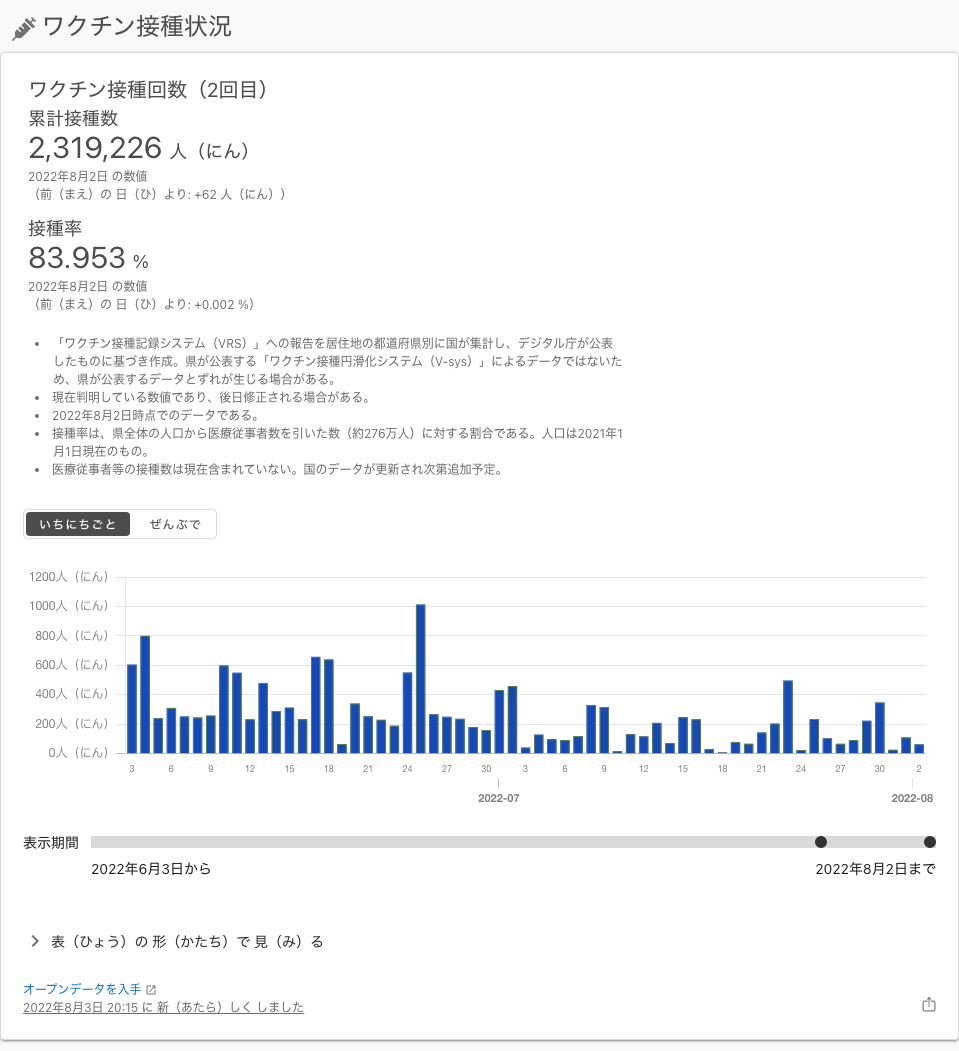 ワクチン接種状況
ワクチン接種回数（2回目）
累計接種数
2,319,226 人（にん）
2022年8月2日 の数値
（前（まえ）の 日（ひ）より: +62 人（にん））
接種率
83.953 %
2022年8月2日 の数値
（前（まえ）の 日（ひ）より: +0.002 %）
• 「ワクチン接種記録システム（VRS）」への報告を居住地の都道府県別に国が集計し、デジタル庁が公表
したものに基づき作成。県が公表する「ワクチン接種円滑化システム（V-sys）」によるデータではないた
め、県が公表するデータとずれが生じる場合がある。
• 現在判明している数値であり、後日修正される場合がある。
• 2022年8月2日時点でのデータである。
• 接種率は、県全体の人口から医療従事者数を引いた数（約276万人）に対する割合である。人口は2021年1
月1日現在のもの。
• 医療従事者等の接種数は現在含まれていない。国のデータが更新され次第追加予定。
いちにちごと ぜんぶで
1200人（にん）
1000人（にん）
800人（にん）
600人（にん）
400人（にん）
200人（にん）
0人（にん）
3 6 9 12 15 18 21 24 27 30 3 6 9 12 15 18 21 24 27 30 2
2022-07 2022-08
表示期間
2022年6月3日から 2022年8月2日まで
表（ひょう）の 形（かたち）で 見（み）る
オープンデータを入手
2022年8月3日 20:15 に 新（あたら）しく しました